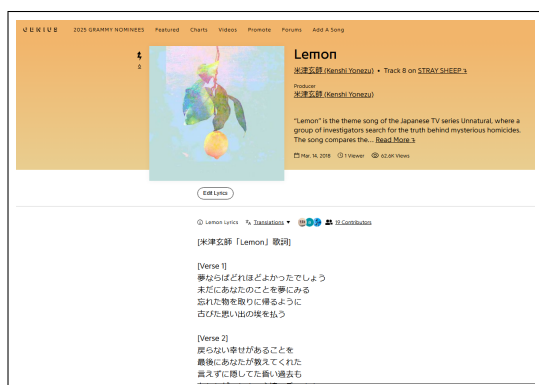 GENIUS
2025 GRAMMY NOMINEES Featured Charts Videos Promote Forums Add A Song
Lemon
米津玄師 (Kenshi Yonezu) • Track 8 on STRAY SHEEP
Producer
米津玄師 (Kenshi Yonezu)
"Lemon" is the theme song of the Japanese TV series Unnatural, where a
group of investigators search for the truth behind mysterious homicides.
The song compares the... Read More
Mar. 14, 2018 1 Viewer 62.6K Views
Edit Lyrics
Lemon Lyrics Translations 19 Contributors
[米津玄師「Lemon」歌詞]
[Verse 1]
夢ならばどれほどよかったでしょう
未だにあなたのことを夢にみる
忘れた物を取りに帰るように
古びた思い出の埃を払う
[Verse 2]
戻らない幸せがあることを
最後にあなたが教えてくれた
言えずに隠してた昏い過去も